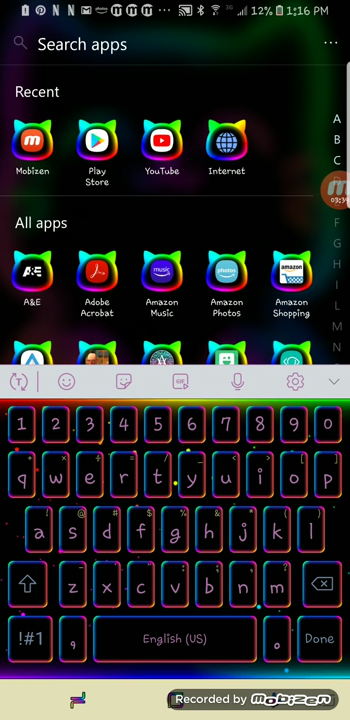 3G 12% 1:16 PM
Search apps
Recent
Mobizen Play Store YouTube Internet
All apps
A
B
C
F
G
H
I
J
K
L
M
N
A&E Adobe Acrobat Amazon Music Amazon Photos Amazon Shopping
GIF
1 2 3 4 5 6 7 8 9 0
q w e r t y u i o p
a s d f g h j k l
z x c v b n m
!#1 , English (US) . Done
Recorded by mobizen